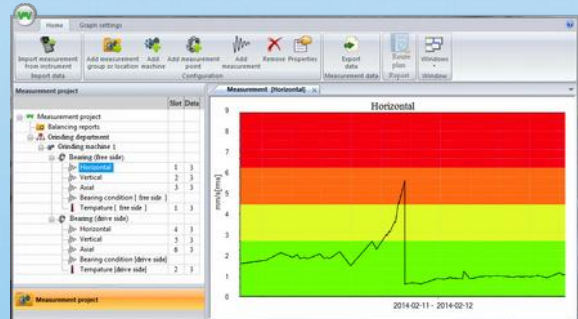 Home Graph settings
Import measurement from instrument
Add measurement group or location
Add machine
Add measurement point
Add measurement
Remove
Properties
Export data
Route plan
Windows
Import data
Configuration
Measurement data
Report
Window
Measurement project
Measurement [Horizontal]
Slot Data
Measurement project
Balancing reports
Grinding department
Grinding machine 1
Bearing (free side)
Horizontal 1 3
Vertical 2 3
Axial 3 3
Bearing condition [ free side ]
Tempature [ free side ] 1 3
Bearing (drive side)
Horizontal 4 3
Vertical 5 3
Axial 6 3
Bearing condition [drive side]
Tempature [drive side] 2 3
Measurement project
Horizontal
mm/s[rms]
9
8
7
6
5
4
3
2
1
0
2014-02-11 - 2014-02-12